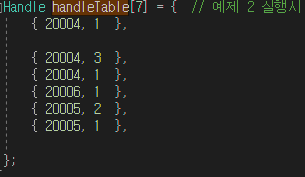 Handle handleTable[7] = {  // 예제 2 실행시
{ 20004, 1  },
{ 20004, 3  },
{ 20004, 1  },
{ 20006, 1  },
{ 20005, 2  },
{ 20005, 1  },
};